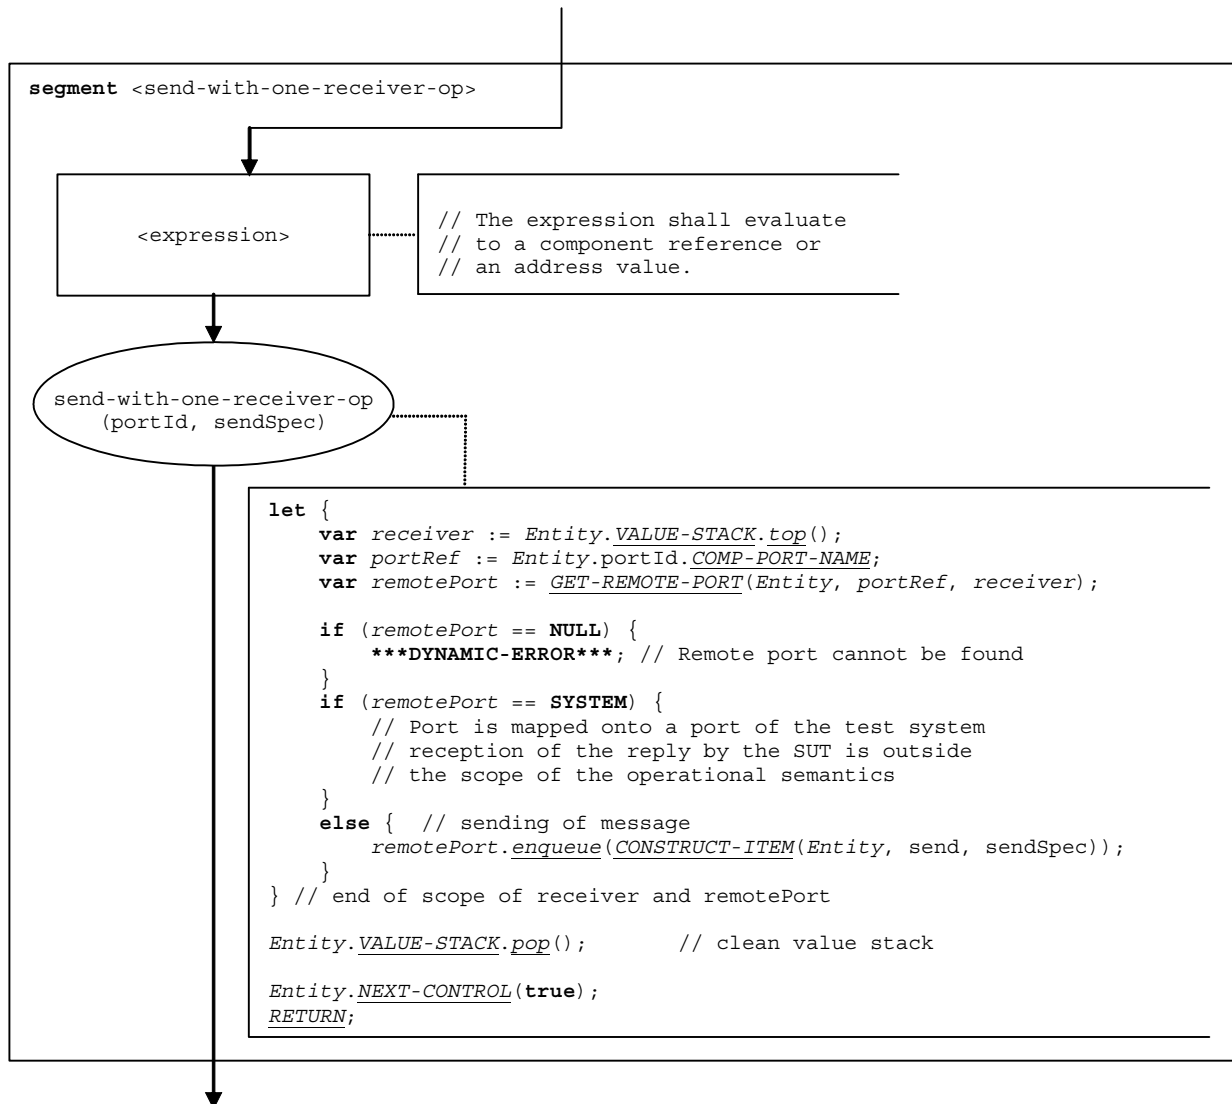 segment <send-with-one-receiver-op>
<expression>
// The expression shall evaluate
// to a component reference or
// an address value.
send-with-one-receiver-op
(portId, sendSpec)
let {
var receiver := Entity.VALUE-STACK.top();
var portRef := Entity.portId.COMP-PORT-NAME;
var remotePort := GET-REMOTE-PORT(Entity, portRef, receiver);
if (remotePort == NULL) {
***DYNAMIC-ERROR***; // Remote port cannot be found
}
if (remotePort == SYSTEM) {
// Port is mapped onto a port of the test system
// reception of the reply by the SUT is outside
// the scope of the operational semantics
}
else { // sending of message
remotePort.enqueue(CONSTRUCT-ITEM(Entity, send, sendSpec));
}
} // end of scope of receiver and remotePort
Entity.VALUE-STACK.pop(); // clean value stack
Entity.NEXT-CONTROL(true);
RETURN;